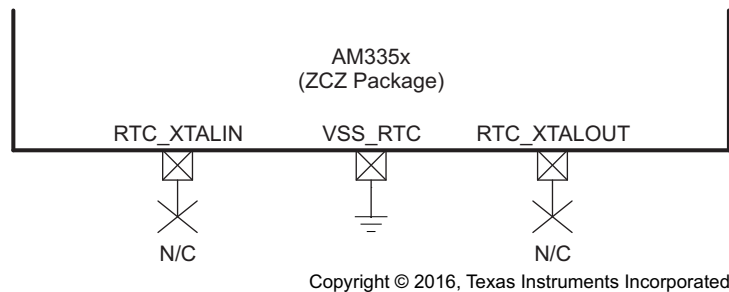 AM335x
(ZCZ Package)
RTC_XTALIN VSS_RTC RTC_XTALOUT
N/C N/C
Copyright © 2016, Texas Instruments Incorporated